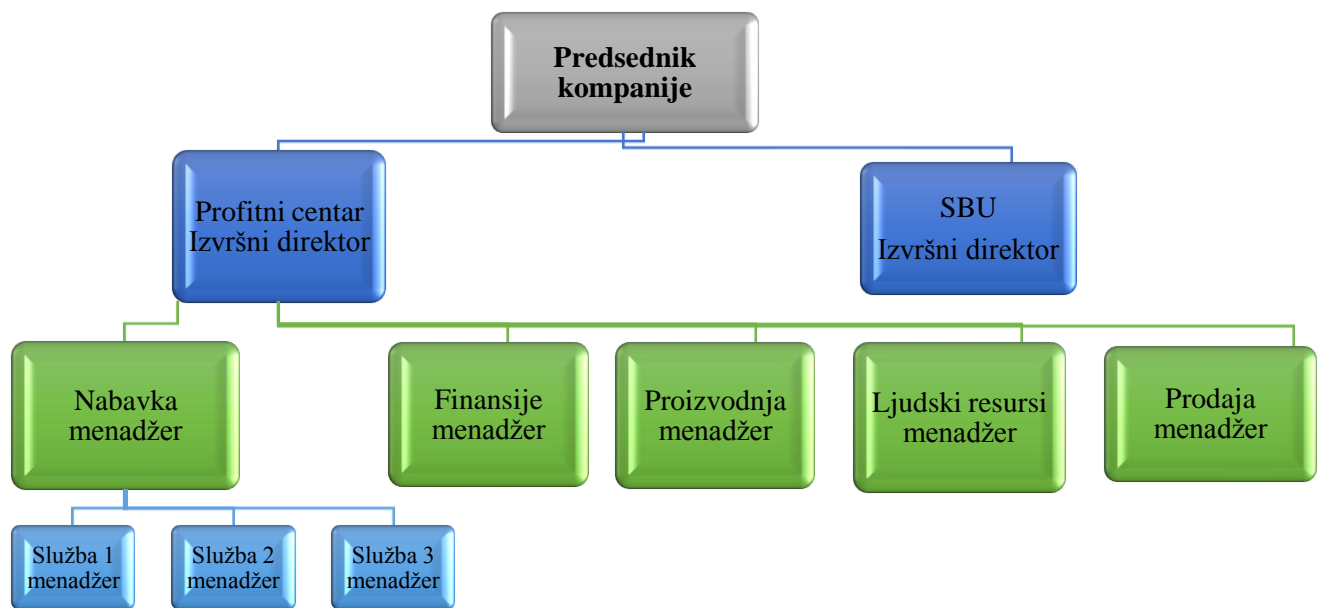 Predsednik
kompanije
Profitni centar
Izvršni direktor
SBU
Izvršni direktor
Nabavka
menadžer
Finansije
menadžer
Proizvodnja
menadžer
Ljudski resursi
menadžer
Prodaja
menadžer
Služba 1
menadžer
Služba 2
menadžer
Služba 3
menadžer